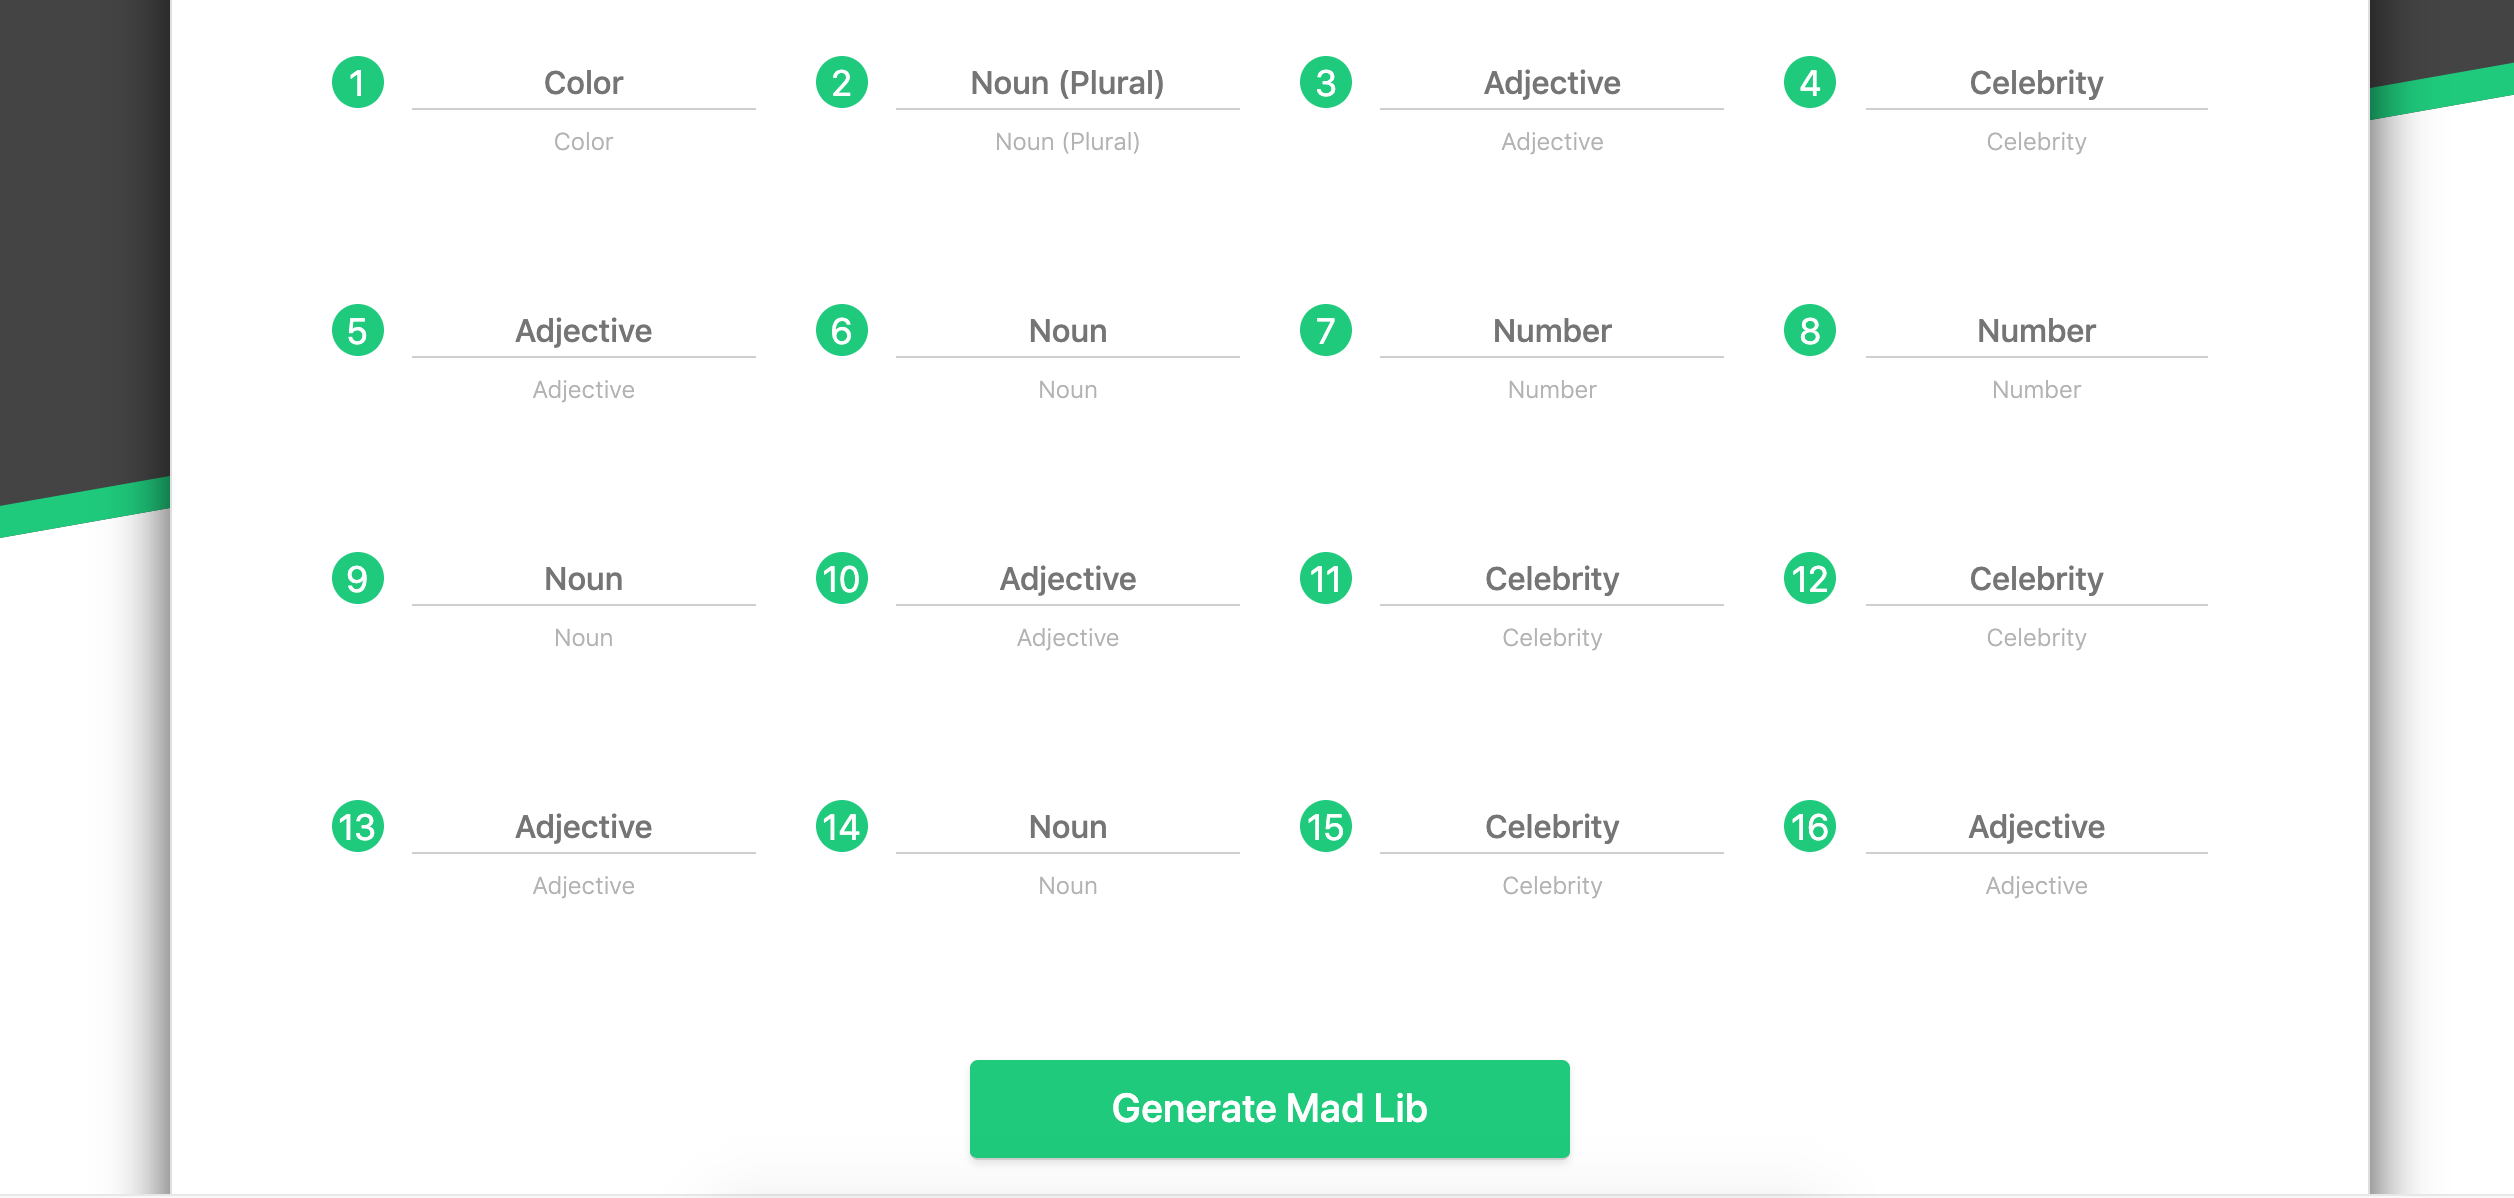 1 Color 2 Noun (Plural) 3 Adjective 4 Celebrity
Color Noun (Plural) Adjective Celebrity
5 Adjective 6 Noun 7 Number 8 Number
Adjective Noun Number Number
9 Noun 10 Adjective 11 Celebrity 12 Celebrity
Noun Adjective Celebrity Celebrity
13 Adjective 14 Noun 15 Celebrity 16 Adjective
Adjective Noun Celebrity Adjective
Generate Mad Lib